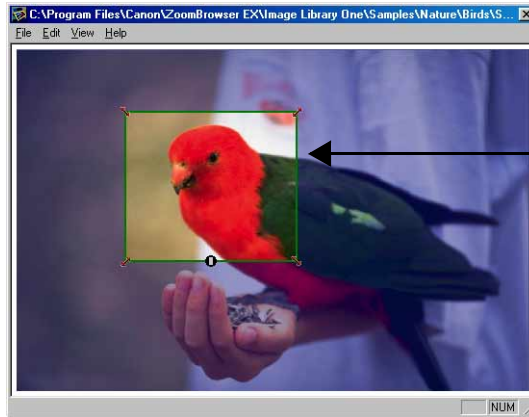 C:\Program Files\Canon\ZoomBrowser EX\Image Library One\Samples\Nature\Birds\S...
File Edit View Help
NUM